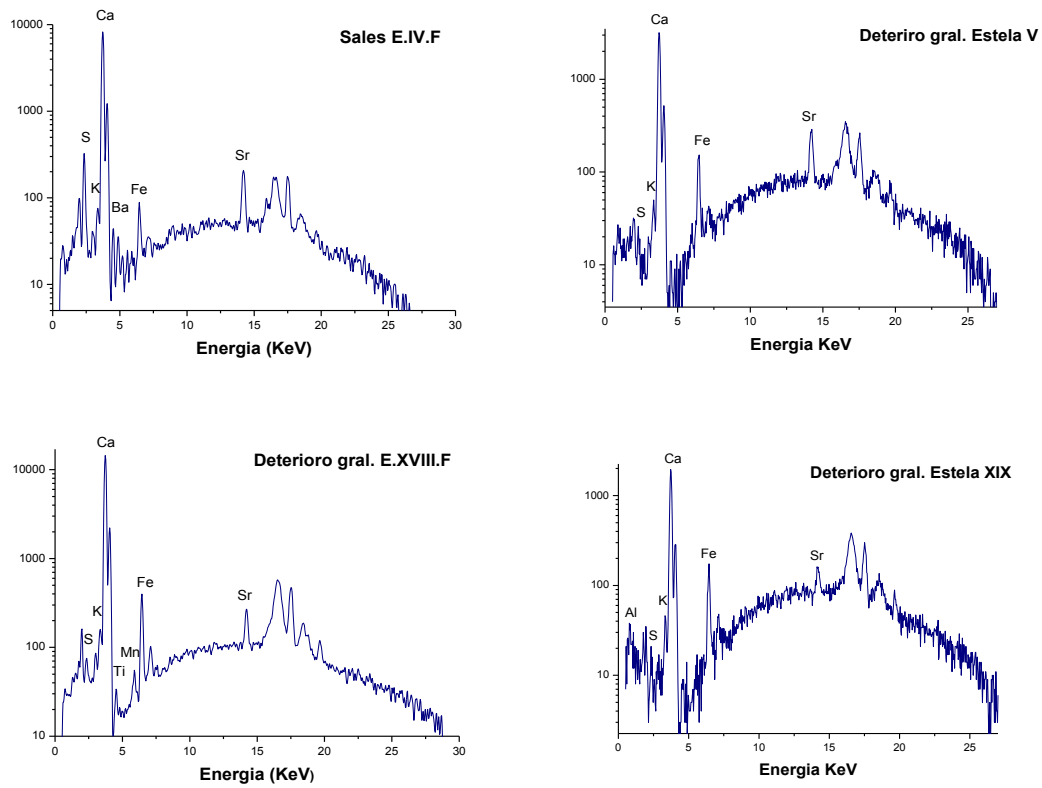 Sales E.IV.F
10000
1000
100
10
Ca
S
K
Ba
Fe
Sr
0 5 10 15 20 25 30
Energia (KeV)
Deteriro gral. Estela V
1000
100
10
Ca
S
K
Fe
Sr
0 5 10 15 20 25
Energia KeV
Deterioro gral. E.XVIII.F
10000
1000
100
10
Ca
S
K
Ti
Mn
Fe
Sr
0 5 10 15 20 25 30
Energia (KeV)
Deterioro gral. Estela XIX
1000
100
10
Ca
Al
S
K
Fe
Sr
0 5 10 15 20 25
Energia KeV